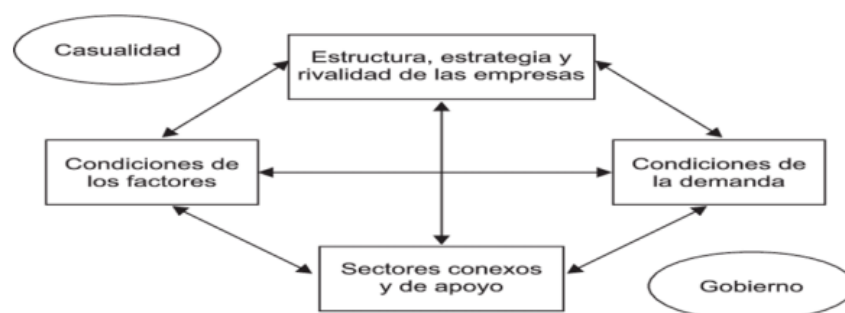 Casualidad
Estructura, estrategia y
rivalidad de las empresas
Condiciones de
los factores
Condiciones de
la demanda
Sectores conexos
y de apoyo
Gobierno